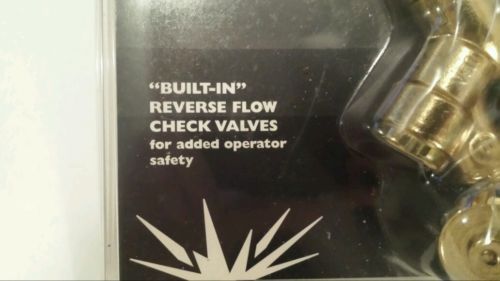 “BUILT-IN”
REVERSE FLOW
CHECK VALVES
for added operator
safety